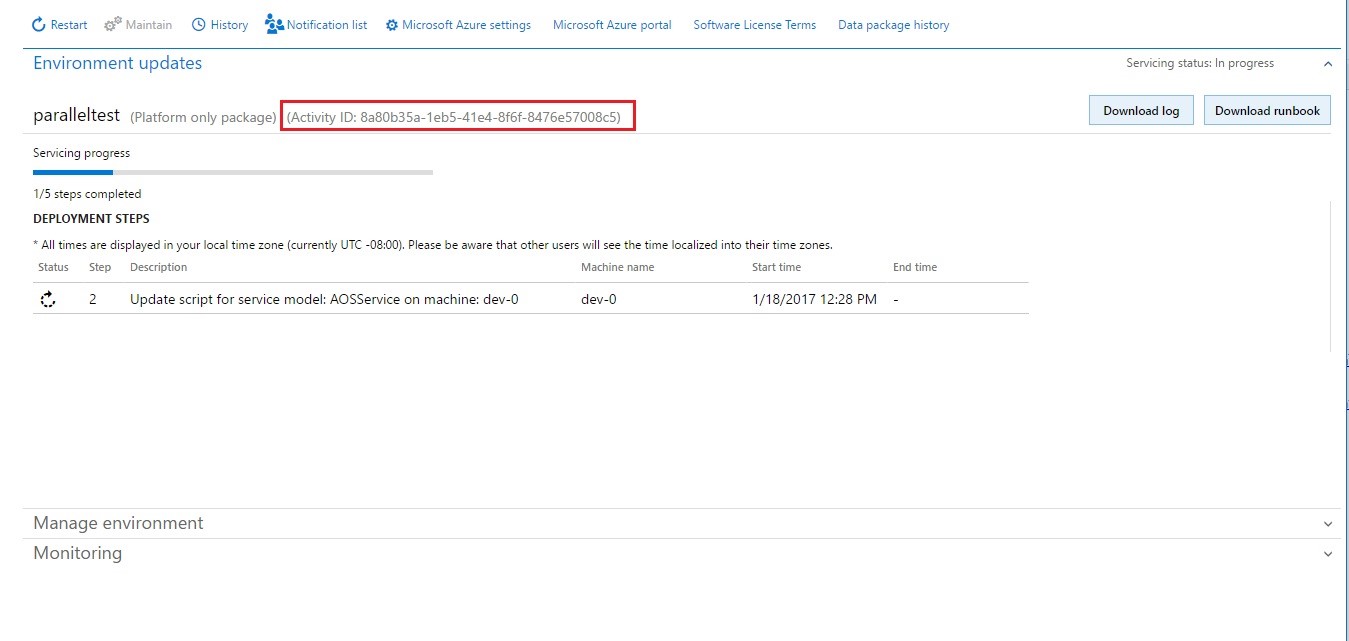 Restart Maintain History Notification list Microsoft Azure settings Microsoft Azure portal Software License Terms Data package history
Environment updates Servicing status: In progress
paralleltest (Platform only package) (Activity ID: 8a80b35a-1eb5-41e4-8f6f-8476e57008c5) Download log Download runbook
Servicing progress
1/5 steps completed
DEPLOYMENT STEPS
* All times are displayed in your local time zone (currently UTC -08:00). Please be aware that other users will see the time localized into their time zones.
Status Step Description Machine name Start time End time
2 Update script for service model: AOSService on machine: dev-0 dev-0 1/18/2017 12:28 PM -
Manage environment
Monitoring